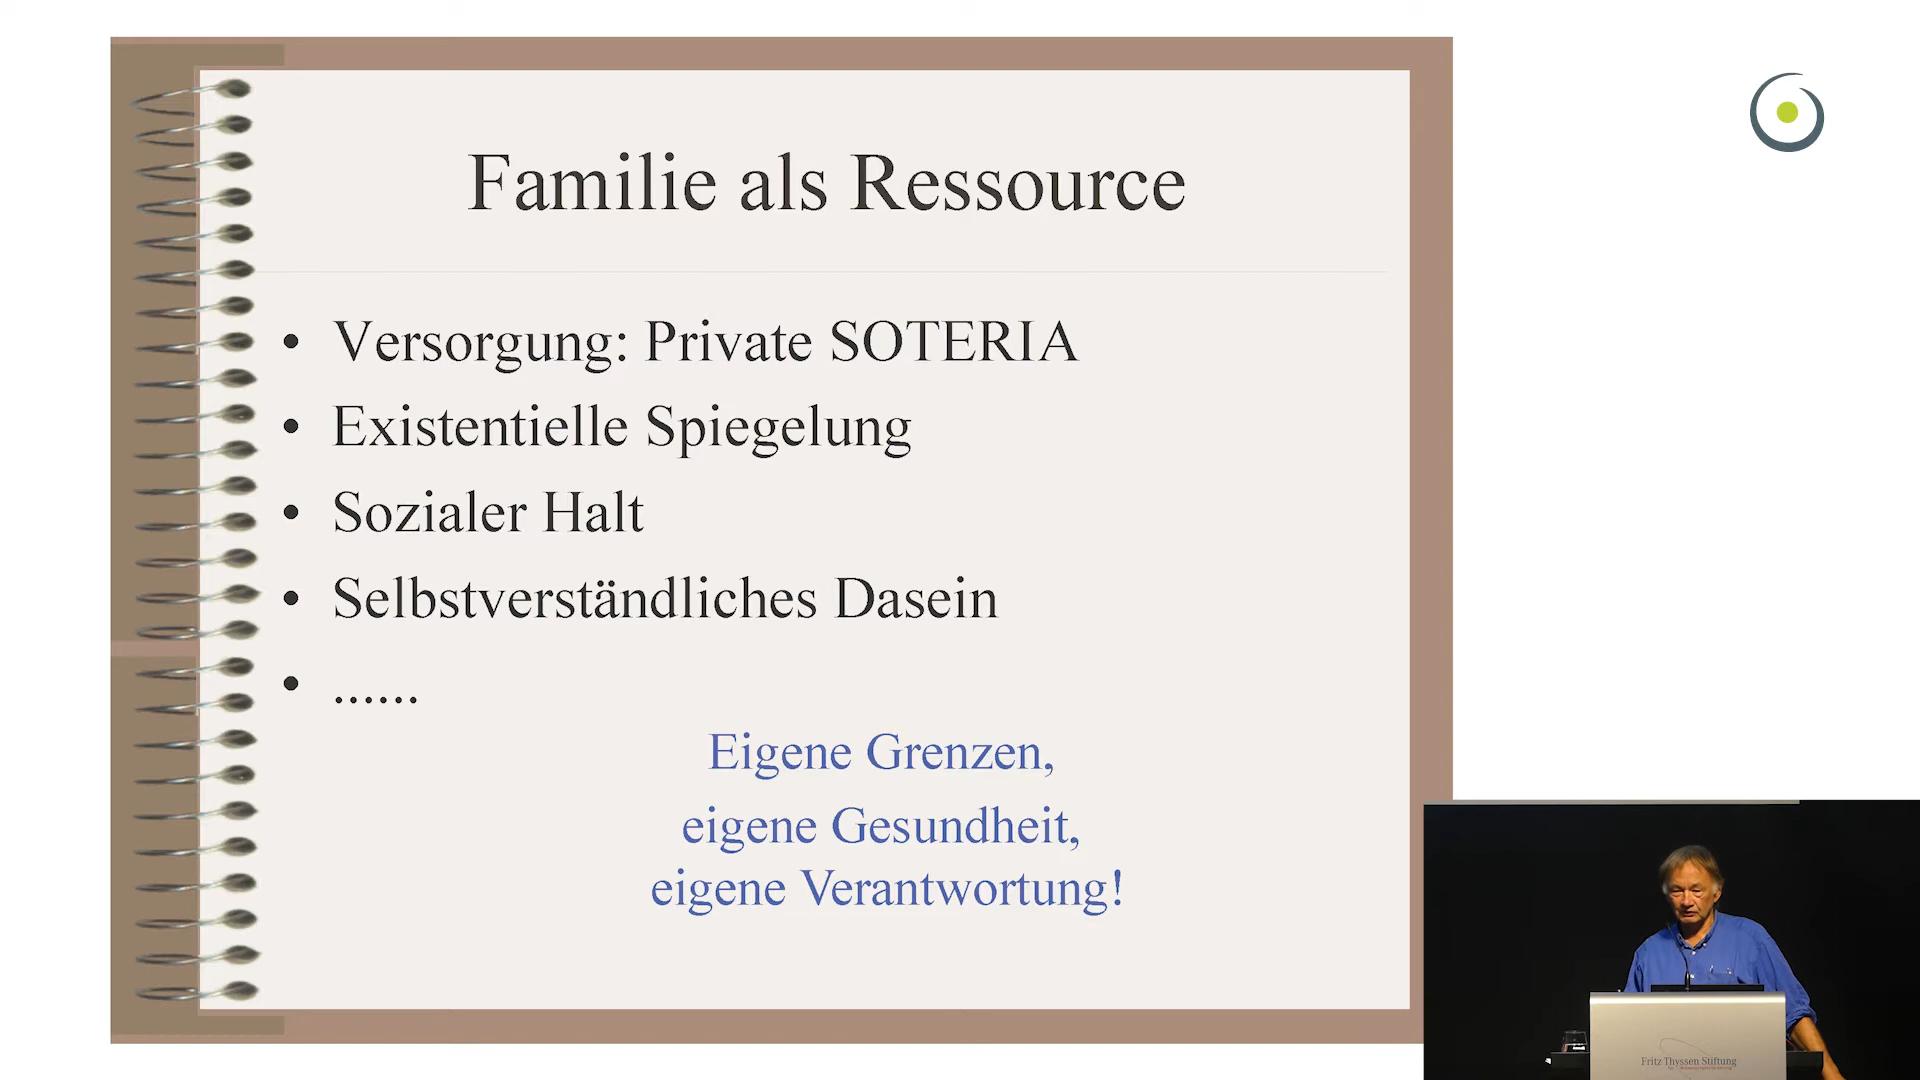 Familie als Ressource
• Versorgung: Private SOTERIA
• Existentielle Spiegelung
• Sozialer Halt
• Selbstverständliches Dasein
• ......
Eigene Grenzen,
eigene Gesundheit,
eigene Verantwortung!
Fritz Thyssen Stiftung